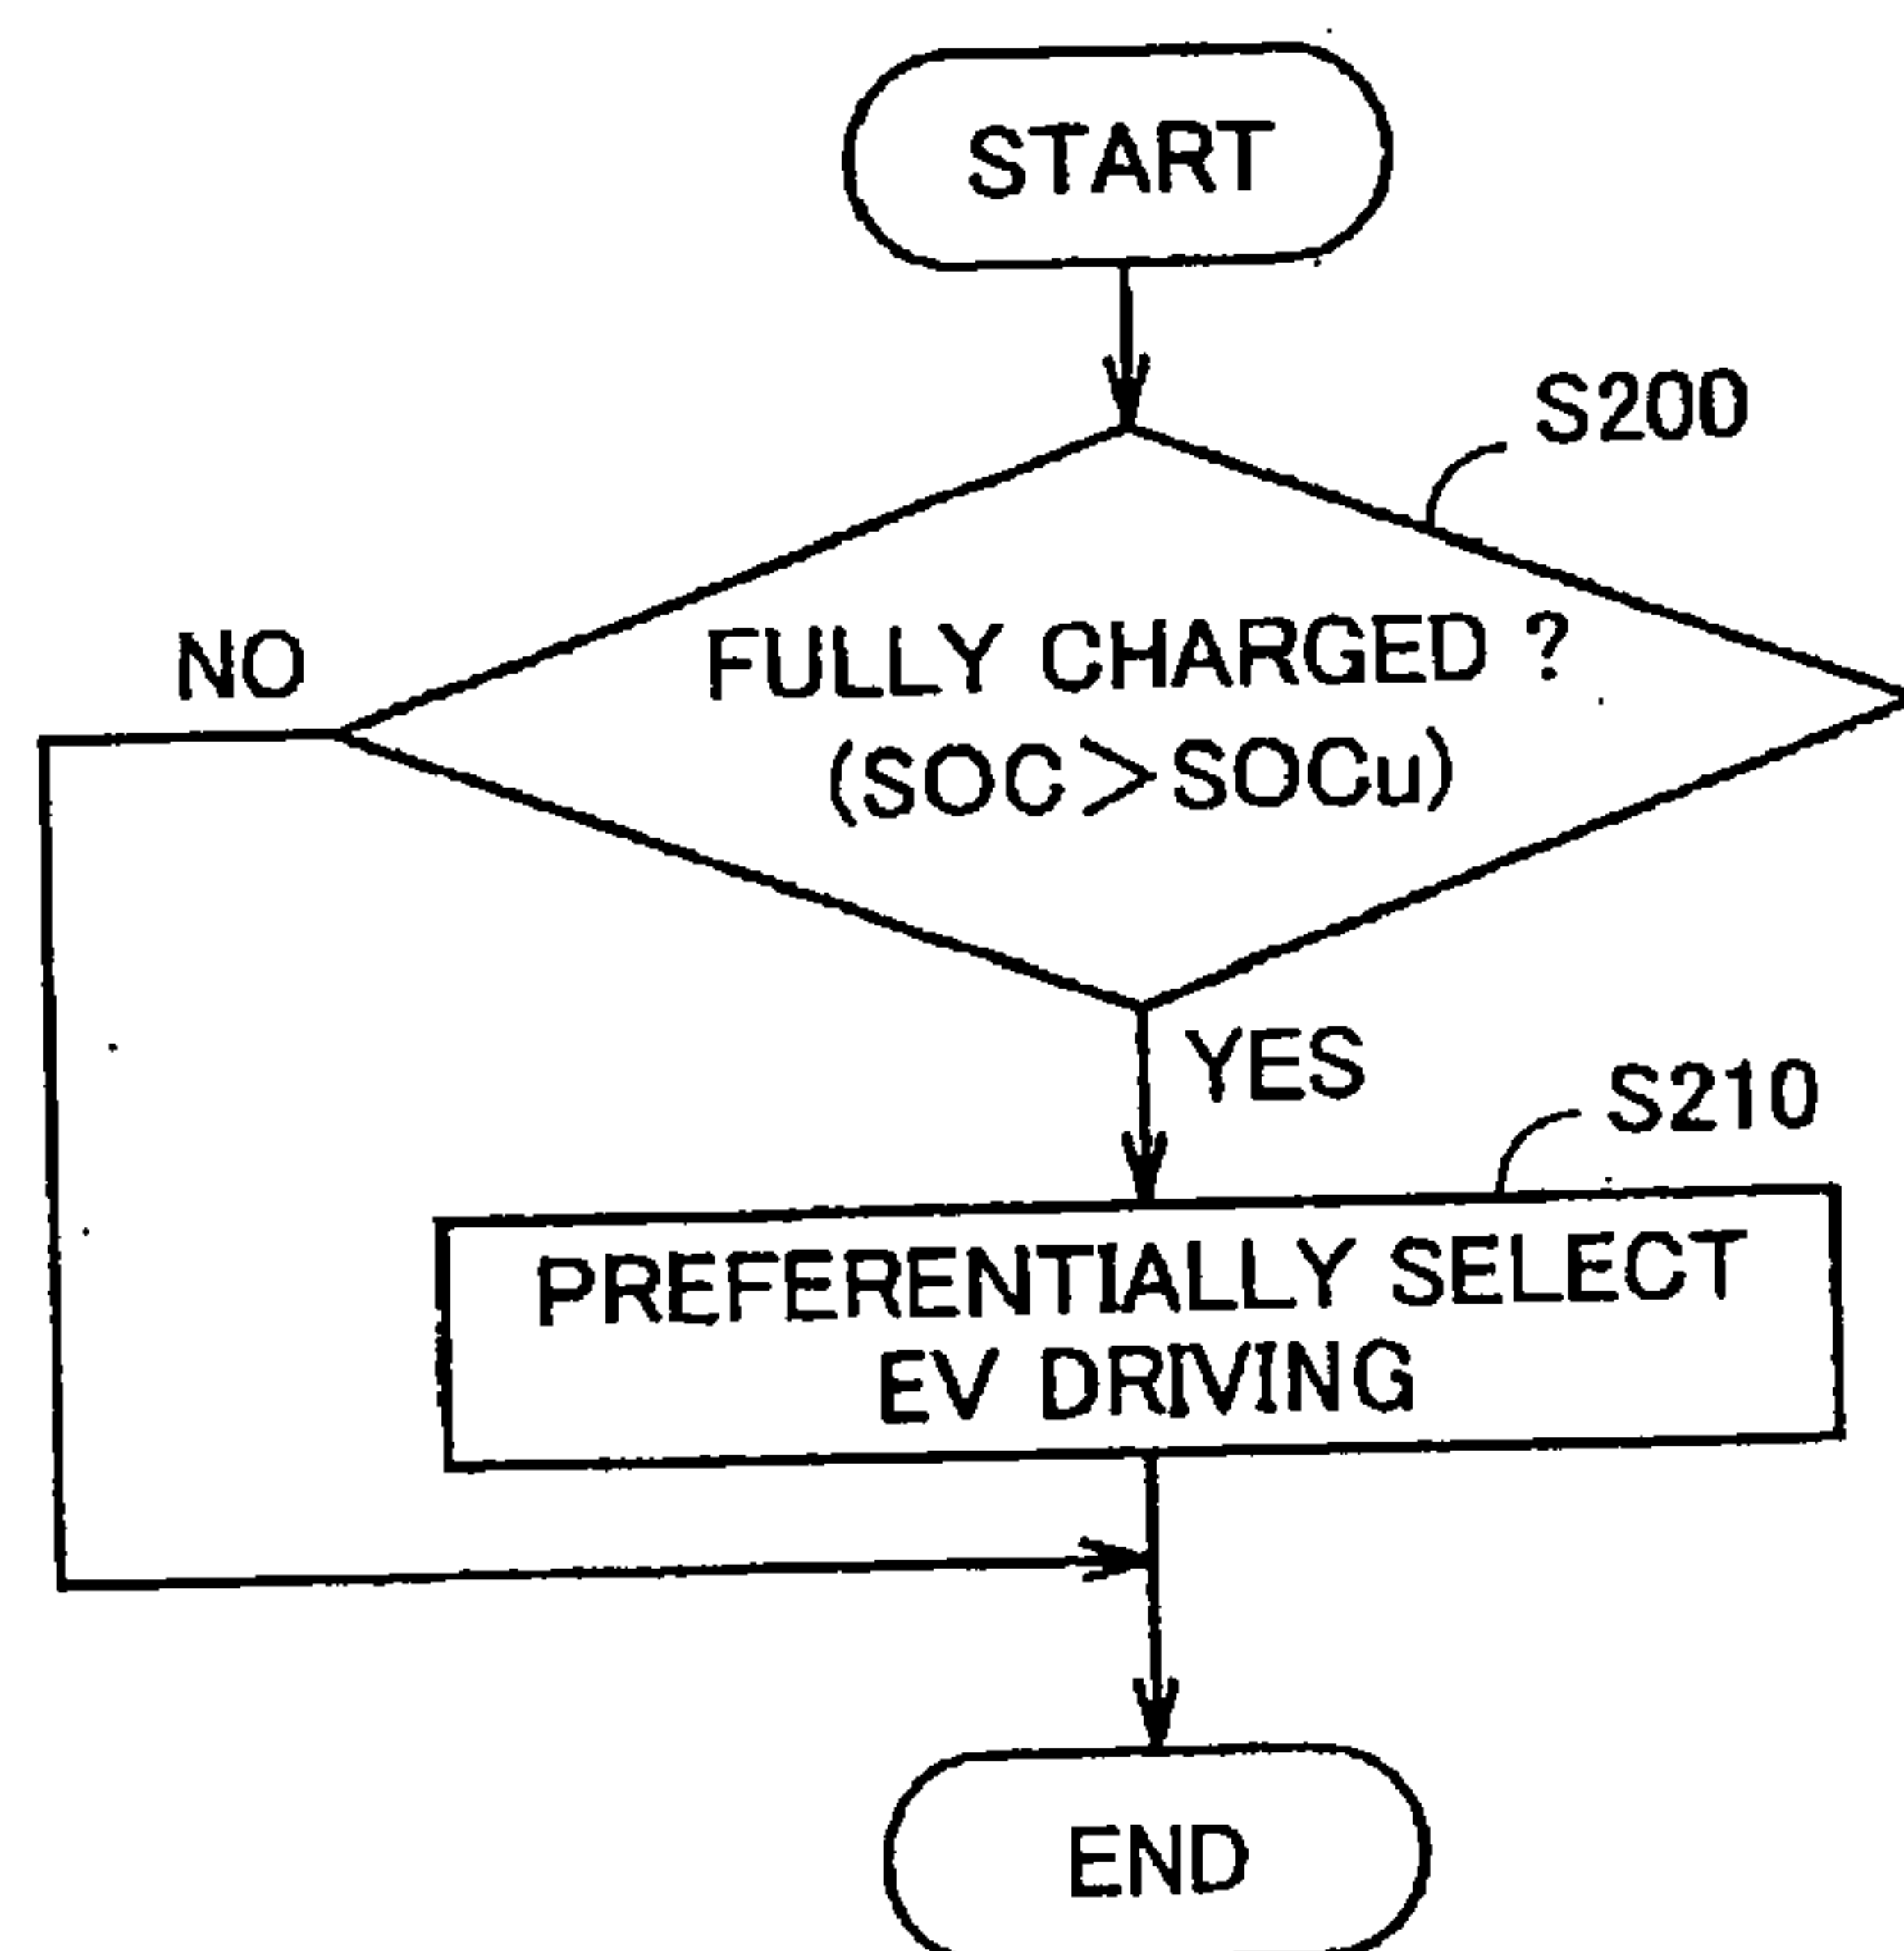 START
S200
NO
FULLY CHARGED ?
(SOC>SOCu)
YES
S210
PREFERENTIALLY SELECT
EV DRIVING
END